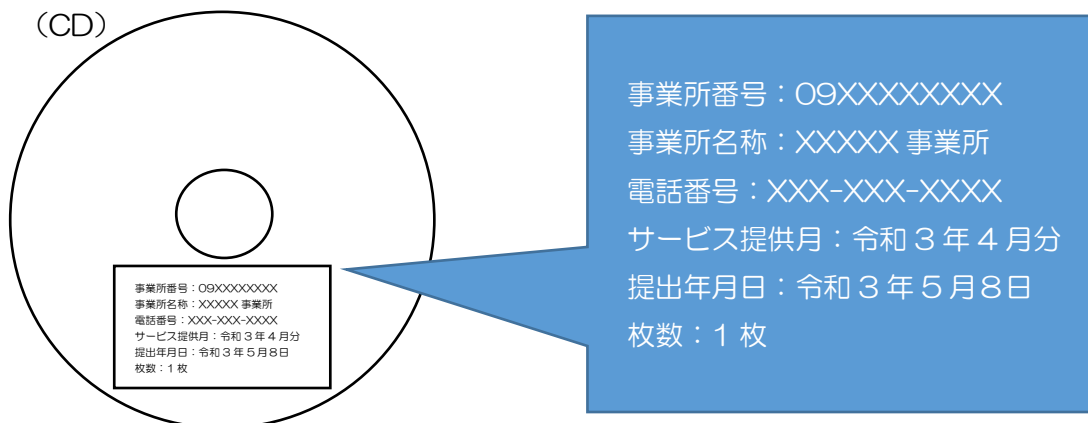 （CD）
事業所番号：09XXXXXXXX
事業所名称：XXXXX 事業所
電話番号：XXX-XXX-XXXX
サービス提供月：令和３年４月分
提出年月日：令和３年５月８日
枚数：１枚
事業所番号：09XXXXXXXX
事業所名称：XXXXX 事業所
電話番号：XXX-XXX-XXXX
サービス提供月：令和３年４月分
提出年月日：令和３年５月８日
枚数：１枚